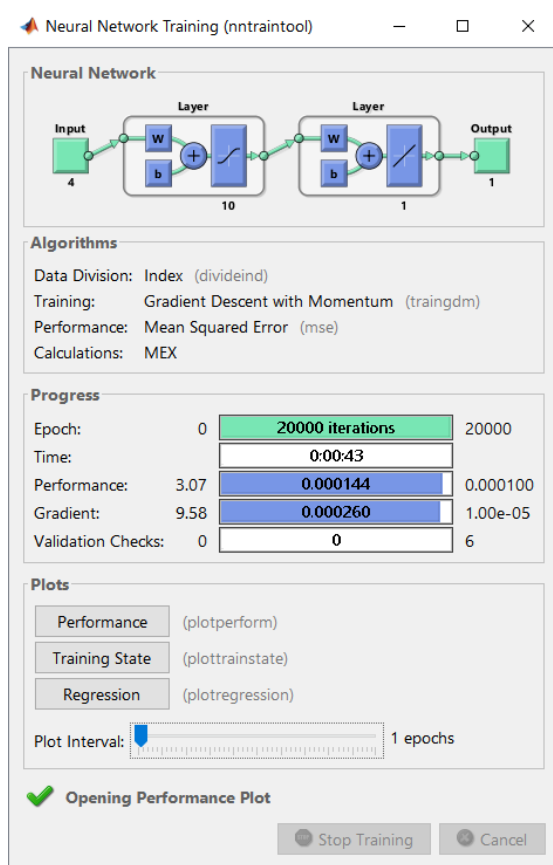 Neural Network Training (nntraintool)
Neural Network
Layer Layer
Input Output
W W
b b
4 1
10 1
Algorithms
Data Division: Index (divideind)
Training: Gradient Descent with Momentum (traingdm)
Performance: Mean Squared Error (mse)
Calculations: MEX
Progress
Epoch: 0 20000 iterations 20000
Time: 0:00:43
Performance: 3.07 0.000144 0.000100
Gradient: 9.58 0.000260 1.00e-05
Validation Checks: 0 0 6
Plots
Performance (plotperform)
Training State (plottrainstate)
Regression (plotregression)
Plot Interval: 1 epochs
Opening Performance Plot
Stop Training Cancel